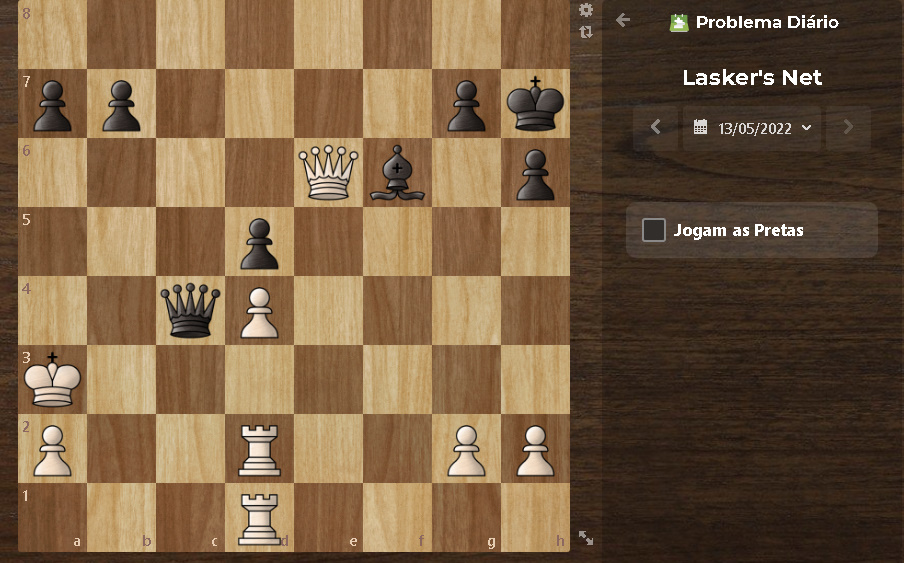 8
7
6
5
4
3
2
1
a b c d e f g h
Problema Diário
Lasker's Net
13/05/2022
Jogam as Pretas